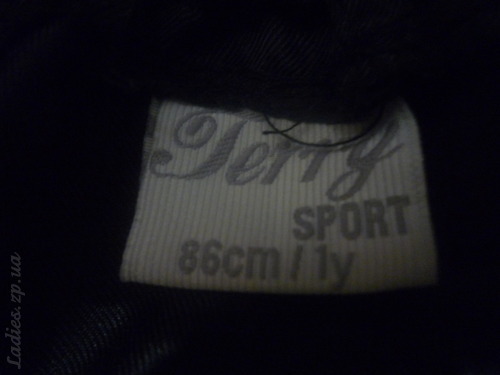 Terry
SPORT
86cm/1y
Ladies.zp.ua